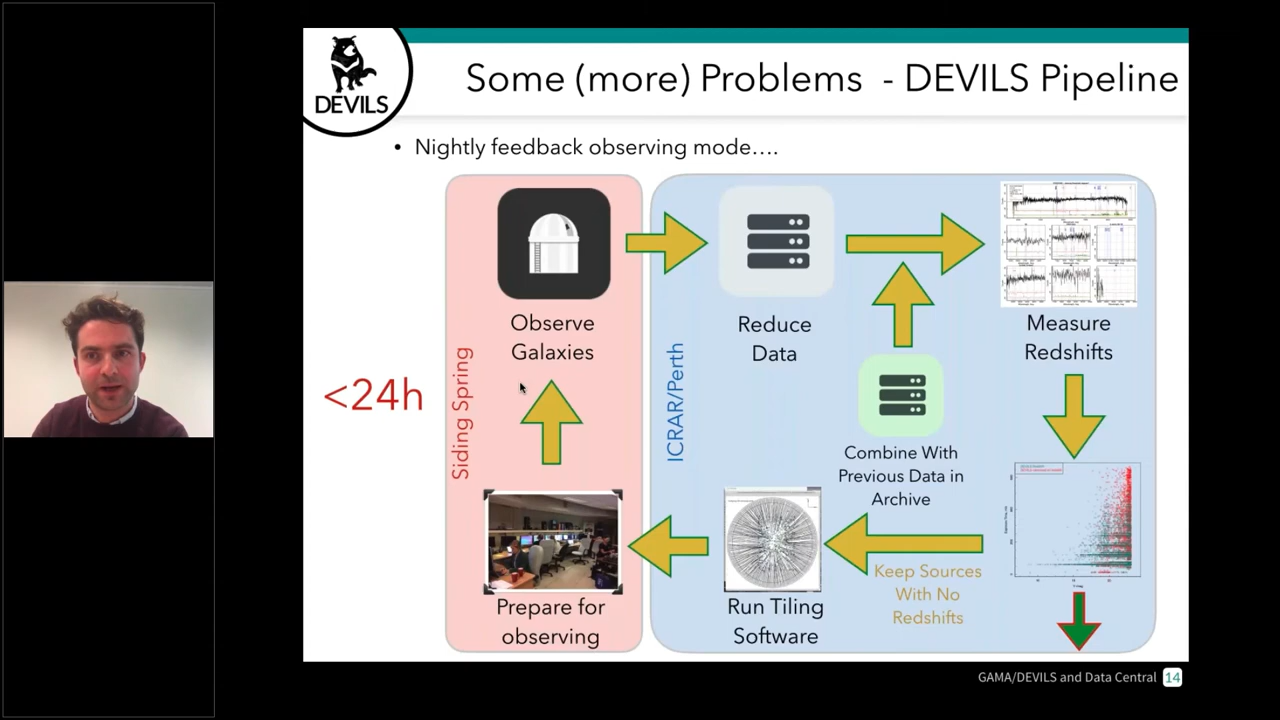 DEVILS
Some (more) Problems - DEVILS Pipeline
• Nightly feedback observing mode....
<24h
Siding Spring
Observe
Galaxies
Prepare for
observing
ICRAR/Perth
Reduce
Data
Combine With
Previous Data in
Archive
Measure
Redshifts
Keep Sources
With No
Redshifts
Run Tiling
Software
GAMA/DEVILS and Data Central 14